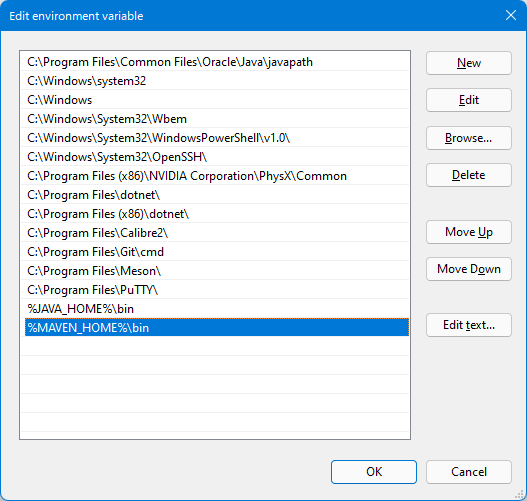 Edit environment variable
C:\Program Files\Common Files\Oracle\Java\javapath
C:\Windows\system32
C:\Windows
C:\Windows\System32\Wbem
C:\Windows\System32\WindowsPowerShell\v1.0\
C:\Windows\System32\OpenSSH\
C:\Program Files (x86)\NVIDIA Corporation\PhysX\Common
C:\Program Files\dotnet\
C:\Program Files (x86)\dotnet\
C:\Program Files\Calibre2\
C:\Program Files\Git\cmd
C:\Program Files\Meson\
C:\Program Files\PuTTY\
%JAVA_HOME%\bin
%MAVEN_HOME%\bin
New
Edit
Browse...
Delete
Move Up
Move Down
Edit text...
OK
Cancel